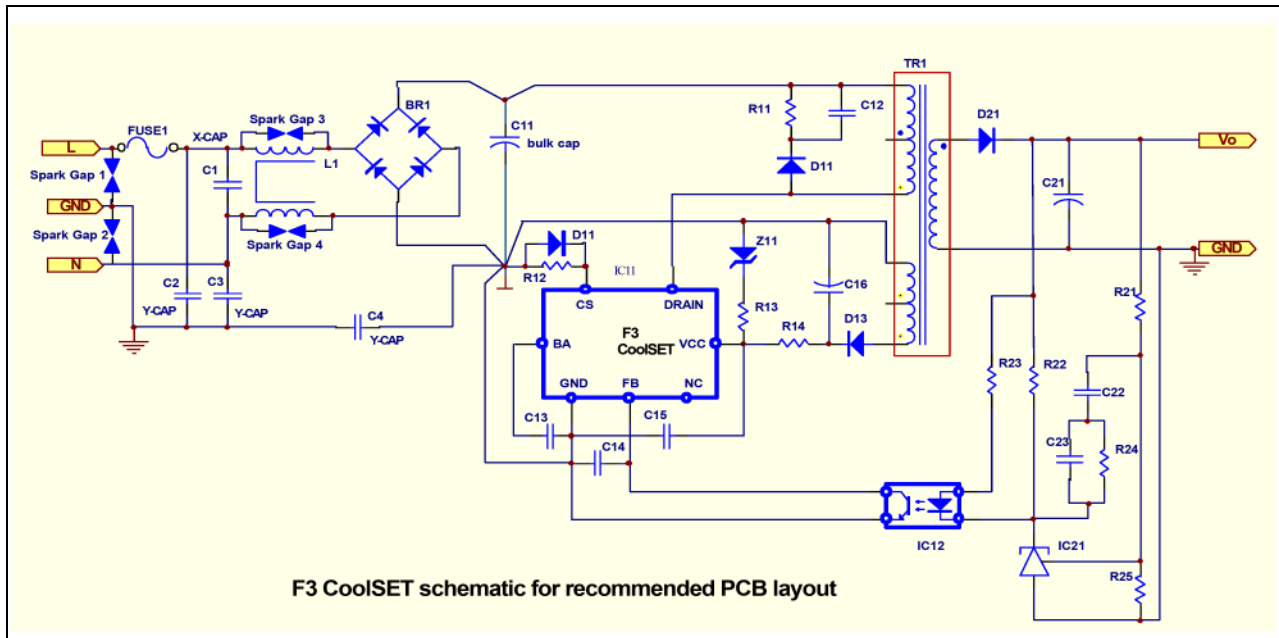 TR1
BR1
R11
C12
D21
Spark Gap 3
FUSE1
X-CAP
C11
bulk cap
L
L1
Vo
Spark Gap 1
C1
D11
C21
GND
Spark Gap 2
Spark Gap 4
D11
Z11
GND
N
R12
IC11
C2
C3
CS
DRAIN
C16
R21
Y-CAP
Y-CAP
C4
Y-CAP
F3
CoolSET
R13
R14
D13
BA
VCC
R23
R22
GND
FB
NC
C22
C13
C15
C14
C23
R24
IC12
IC21
R25
F3 CoolSET schematic for recommended PCB layout